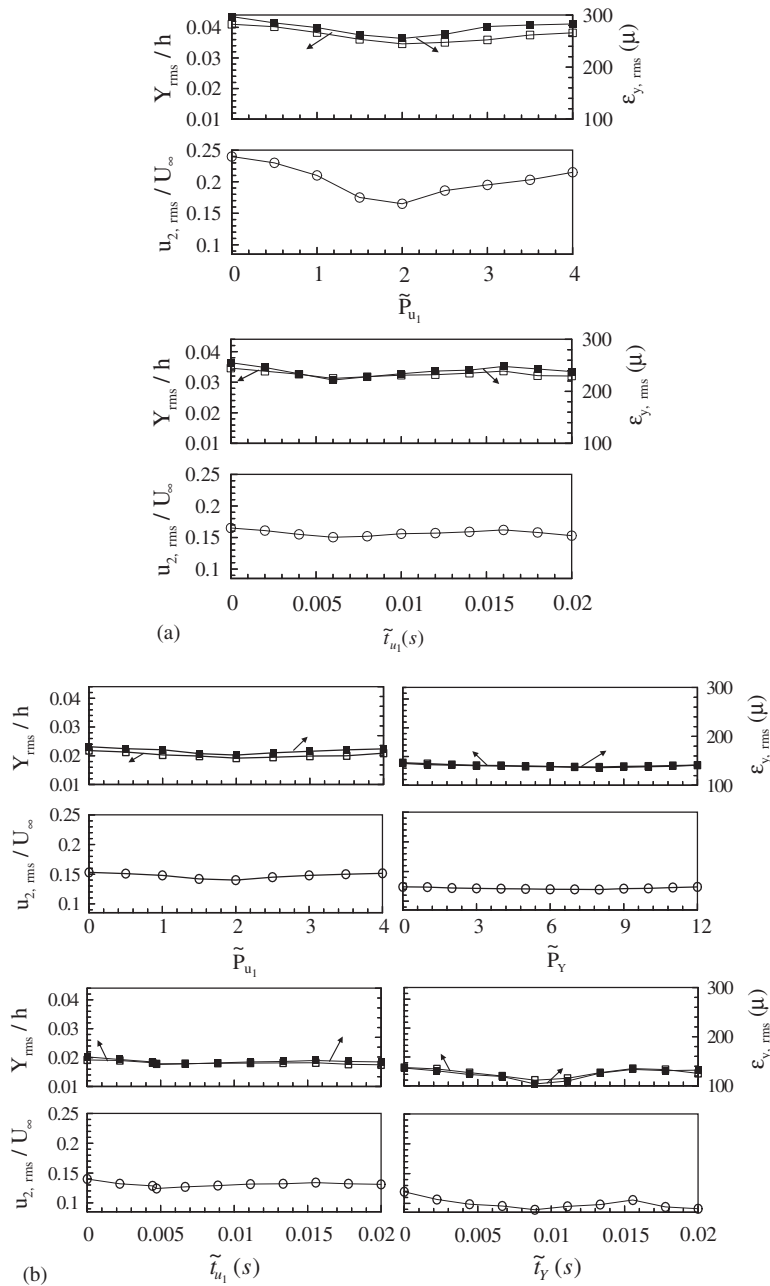 0.04
0.03
0.02
0.01
Y_rms / h
300
200
100
ε_y, rms (μ)
0.25
0.2
0.15
0.1
u_2, rms / U_∞
0 1 2 3 4
P̃_u₁
0.04
0.03
0.02
0.01
Y_rms / h
300
200
100
ε_y, rms (μ)
0.25
0.2
0.15
0.1
u_2, rms / U_∞
0 0.005 0.01 0.015 0.02
(a)
t̃_u₁(s)
0.04
0.03
0.02
0.01
Y_rms / h
300
200
100
ε_y, rms (μ)
0.25
0.2
0.15
0.1
u_2, rms / U_∞
0 1 2 3 4
3 6 9 12
P̃_u₁
P̃_Y
0.04
0.03
0.02
0.01
Y_rms / h
300
200
100
ε_y, rms (μ)
0.25
0.2
0.15
0.1
u_2, rms / U_∞
0 0.005 0.01 0.015 0.02
0.005 0.01 0.015 0.02
(b)
t̃_u₁(s)
t̃_Y(s)